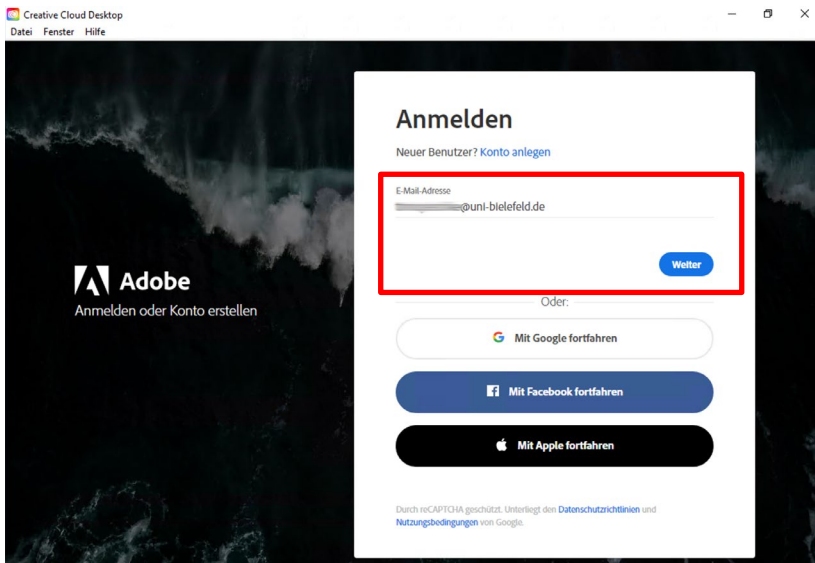 Creative Cloud Desktop
Datei Fenster Hilfe
Anmelden
Neuer Benutzer? Konto anlegen
E-Mail-Adresse
@uni-bielefeld.de
Weiter
Adobe
Anmelden oder Konto erstellen
Oder:
Mit Google fortfahren
Mit Facebook fortfahren
Mit Apple fortfahren
Durch reCAPTCHA geschützt. Unterliegt den Datenschutzrichtlinien und
Nutzungsbedingungen von Google.